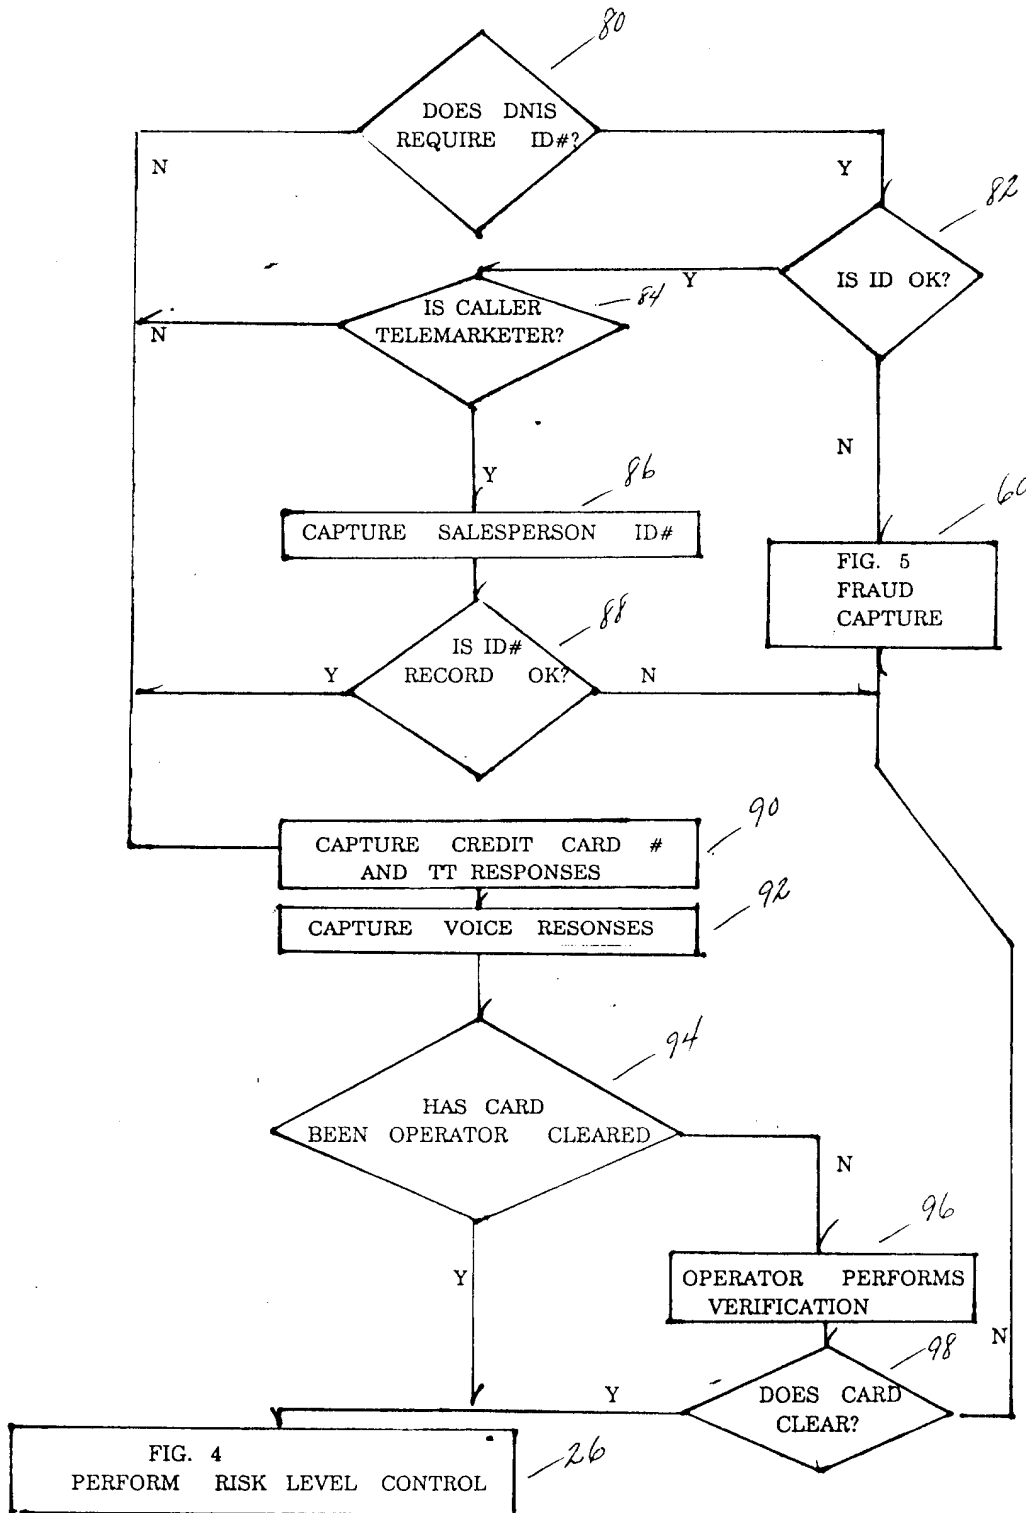 80
DOES DNIS
REQUIRE ID#?
N
Y
82
IS ID OK?
Y
84
IS CALLER
TELEMARKETER?
N
N
Y
86
CAPTURE SALESPERSON ID#
60
FIG. 5
FRAUD
CAPTURE
88
IS ID#
RECORD OK?
Y
N
90
CAPTURE CREDIT CARD #
AND TT RESPONSES
92
CAPTURE VOICE RESONSES
94
HAS CARD
BEEN OPERATOR CLEARED
N
96
Y
OPERATOR PERFORMS
VERIFICATION
N
98
Y
DOES CARD
CLEAR?
FIG. 4
PERFORM RISK LEVEL CONTROL
26